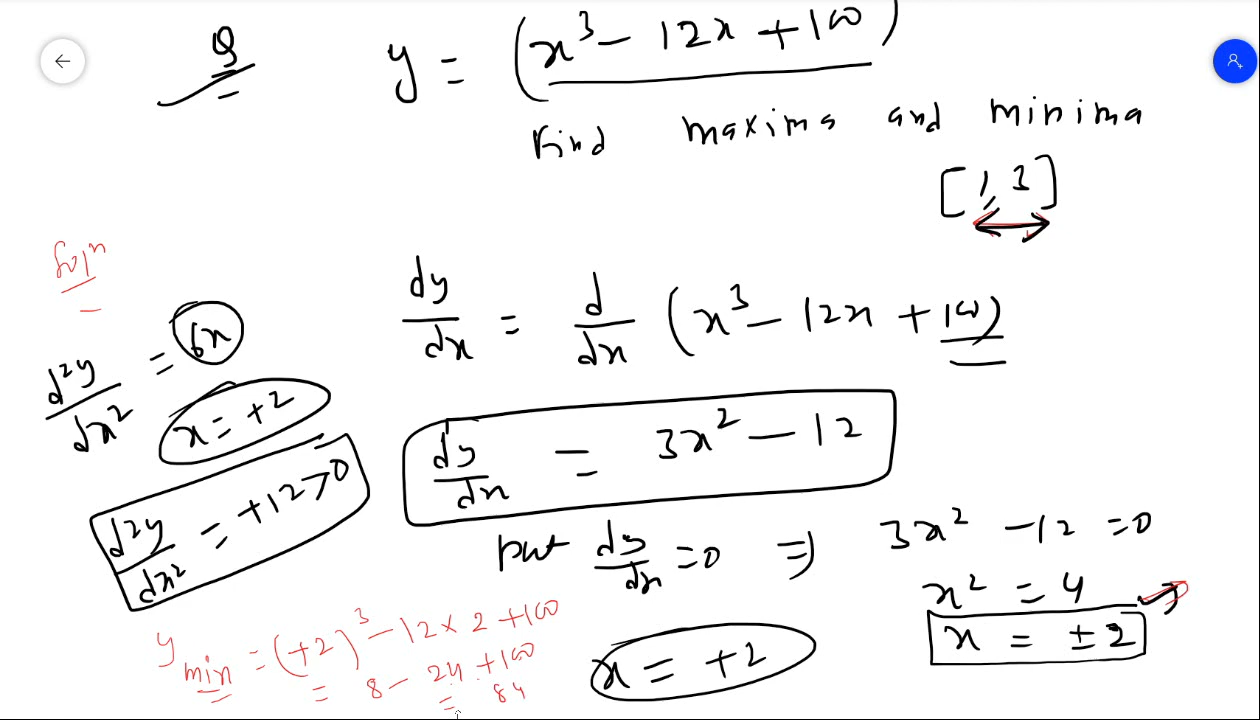 Q
y = (x³ - 12x + 100)
Find maxima and minima
[1, 3]
Solⁿ
dy/dx = d/dx (x³ - 12x + 100)
d²y/dx² = 6x
x = +2
dy/dx = 3x² - 12
d²y/dx² = +12 > 0
put dy/dx = 0 ⇒ 3x² - 12 = 0
x² = 4
x = ±2
x = +2
y min = (+2)³ - 12 × 2 + 100
= 8 - 24 + 100
= 84